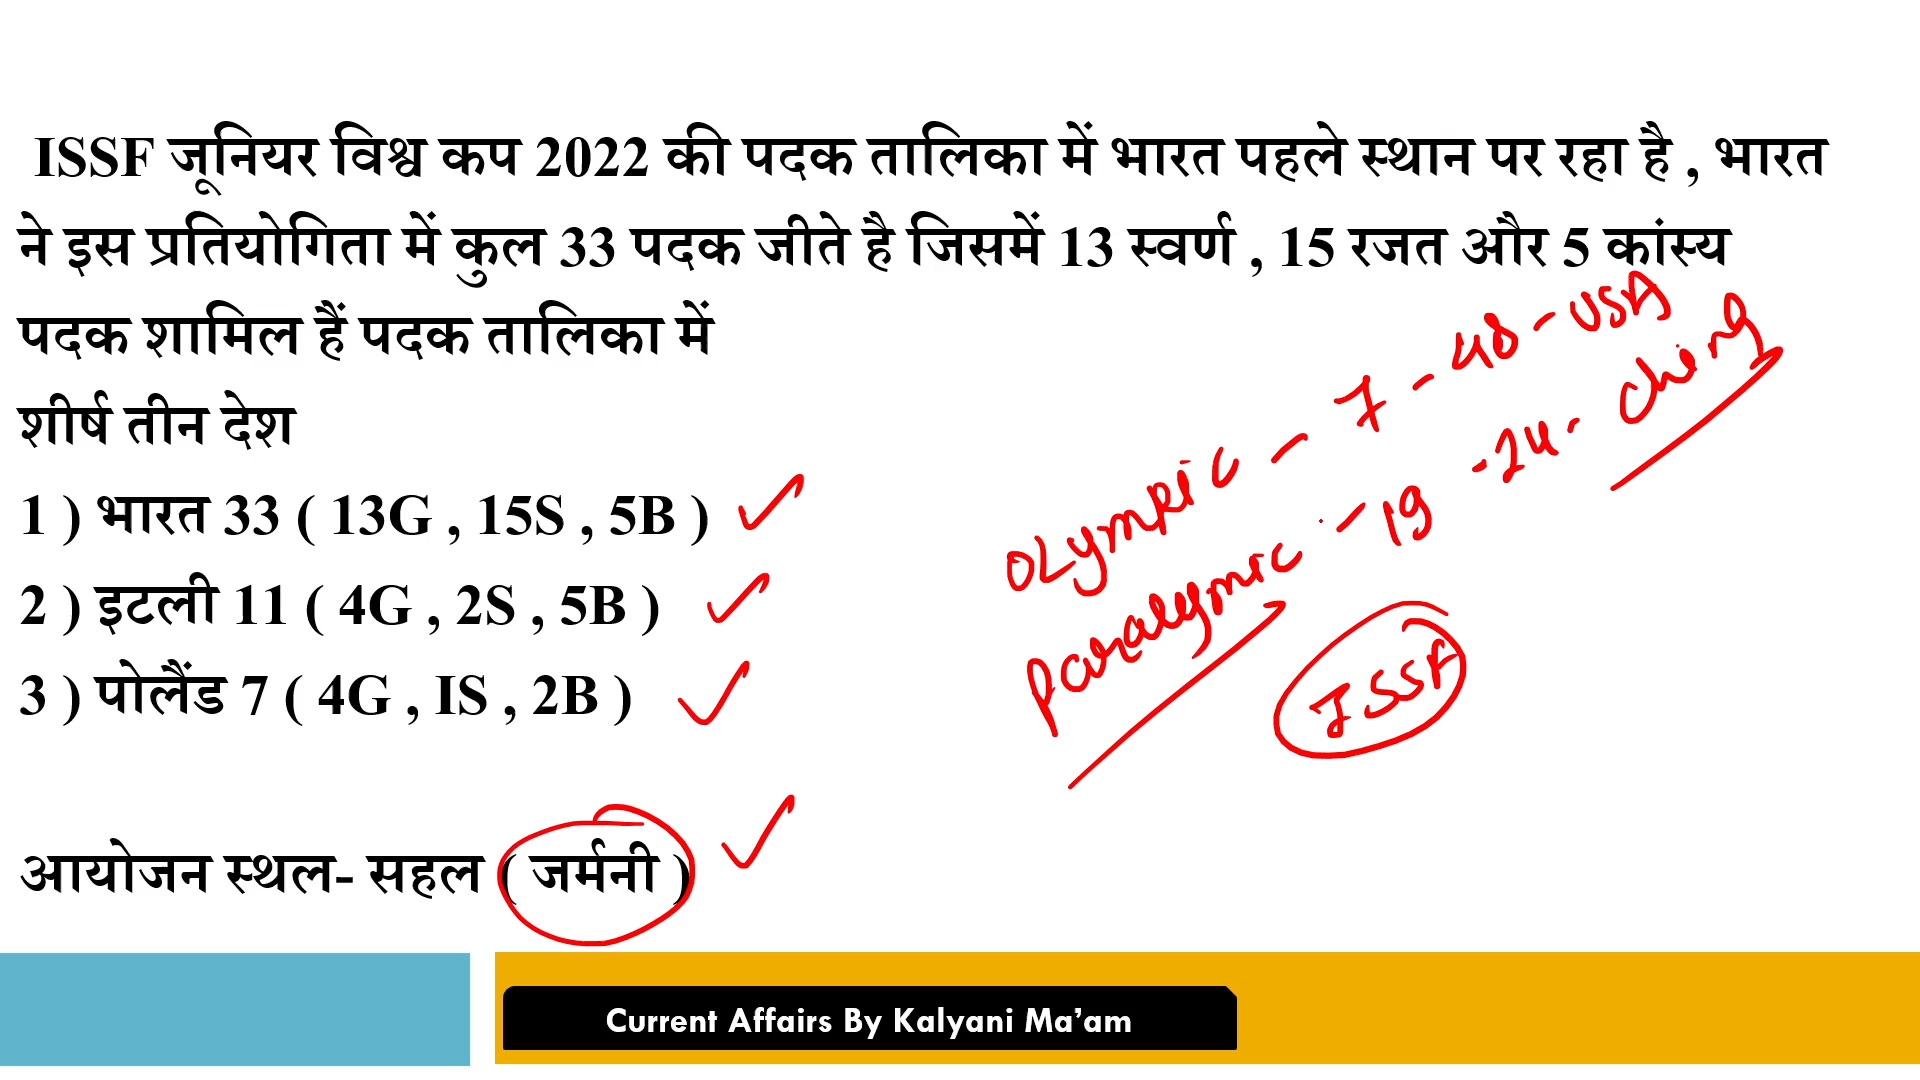 ISSF जूनियर विश्व कप 2022 की पदक तालिका में भारत पहले स्थान पर रहा है , भारत
ने इस प्रतियोगिता में कुल 33 पदक जीते है जिसमें 13 स्वर्ण , 15 रजत और 5 कांस्य
पदक शामिल हैं पदक तालिका में
शीर्ष तीन देश
1 ) भारत 33 ( 13G , 15S , 5B )
2 ) इटली 11 ( 4G , 2S , 5B )
3 ) पोलैंड 7 ( 4G , IS , 2B )
आयोजन स्थल- सहल ( जर्मनी )
OLympic - 7 - 48 - USA
Paralymic - 19 - 24 - China
ISSF
Current Affairs By Kalyani Ma’am